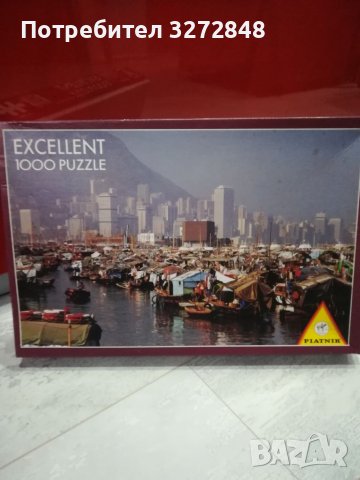 Потребител 3272848
EXCELLENT
1000 PUZZLE
PIATNIK
BAZAR